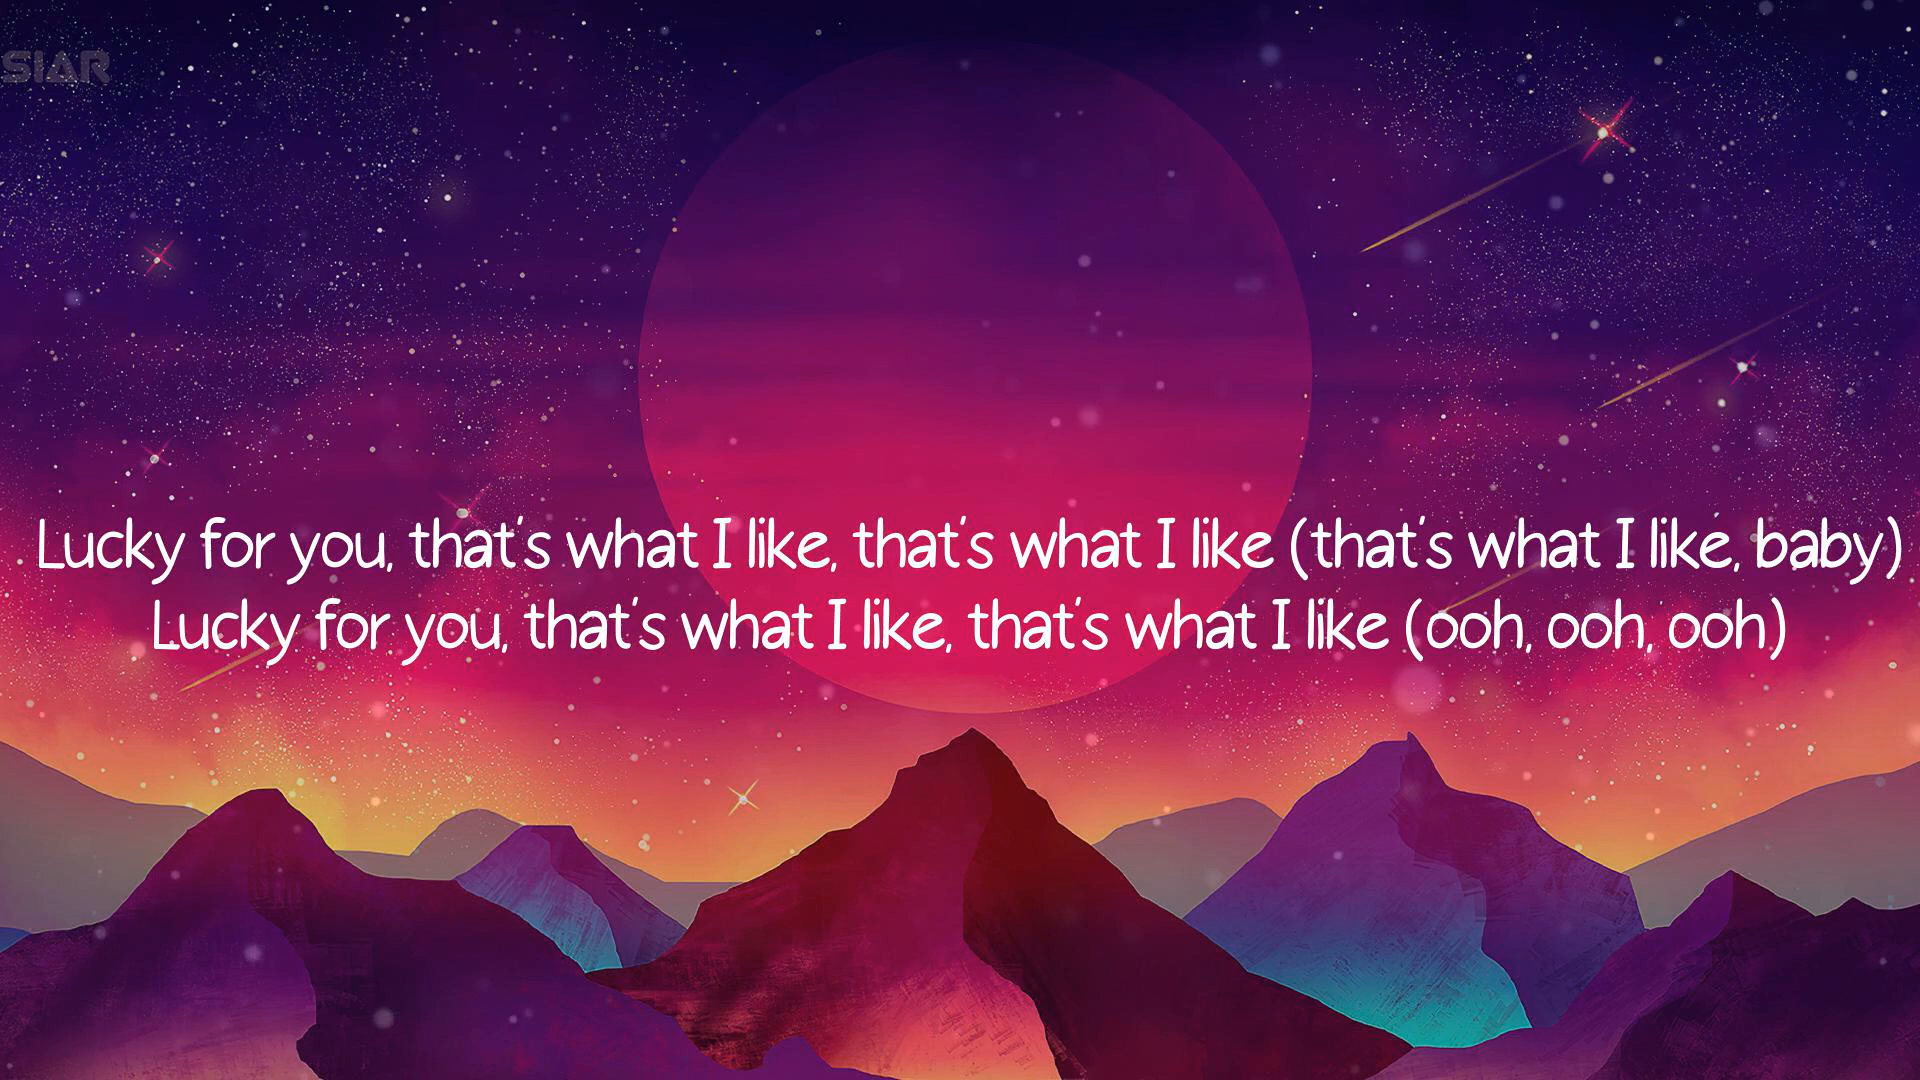 SIAR
Lucky for you, that's what I like, that's what I like (that's what I like, baby)
Lucky for you, that's what I like, that's what I like (ooh, ooh, ooh)